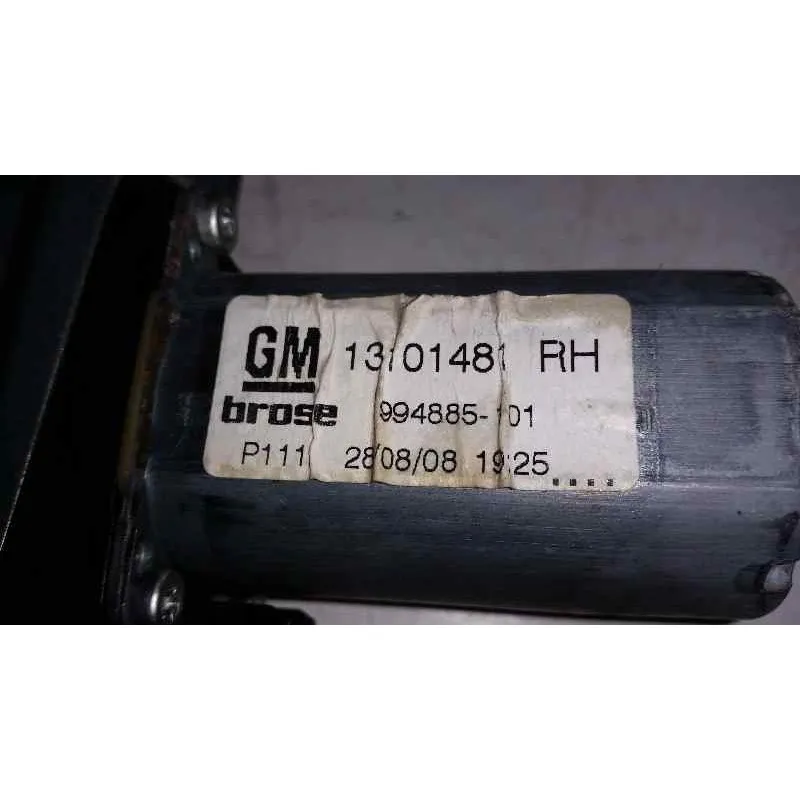 GM 13101481 RH
brose 994885-101
P111 28/08/08 19:25